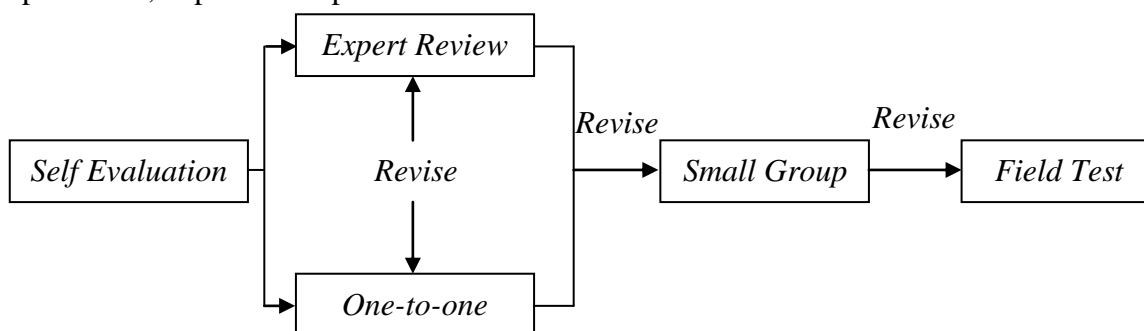 Expert Review
Revise
Revise
Self Evaluation
Revise
Small Group
Field Test
One-to-one